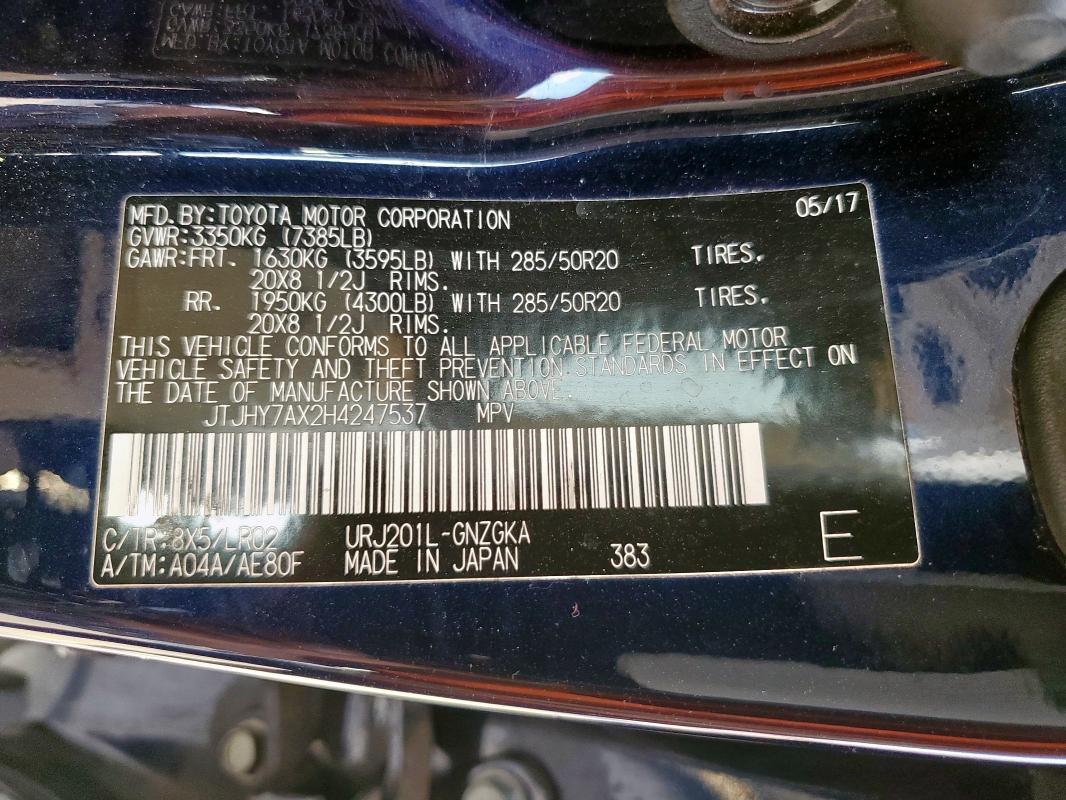 MFD. BY: TOYOTA MOTOR CORPORATION 05/17
GVWR: 3350KG (7385LB)
GAWR: FRT. 1630KG (3595LB) WITH 285/50R20 TIRES.
20X8 1/2J RIMS.
RR. 1950KG (4300LB) WITH 285/50R20 TIRES.
20X8 1/2J RIMS.
THIS VEHICLE CONFORMS TO ALL APPLICABLE FEDERAL MOTOR
VEHICLE SAFETY AND THEFT PREVENTION STANDARDS IN EFFECT ON
THE DATE OF MANUFACTURE SHOWN ABOVE.
JTJHY7AX2H4247537 MPV
C/TR: 8X5/LR02 URJ201L-GNZGKA
A/TM: A04A/AE80F MADE IN JAPAN 383 E